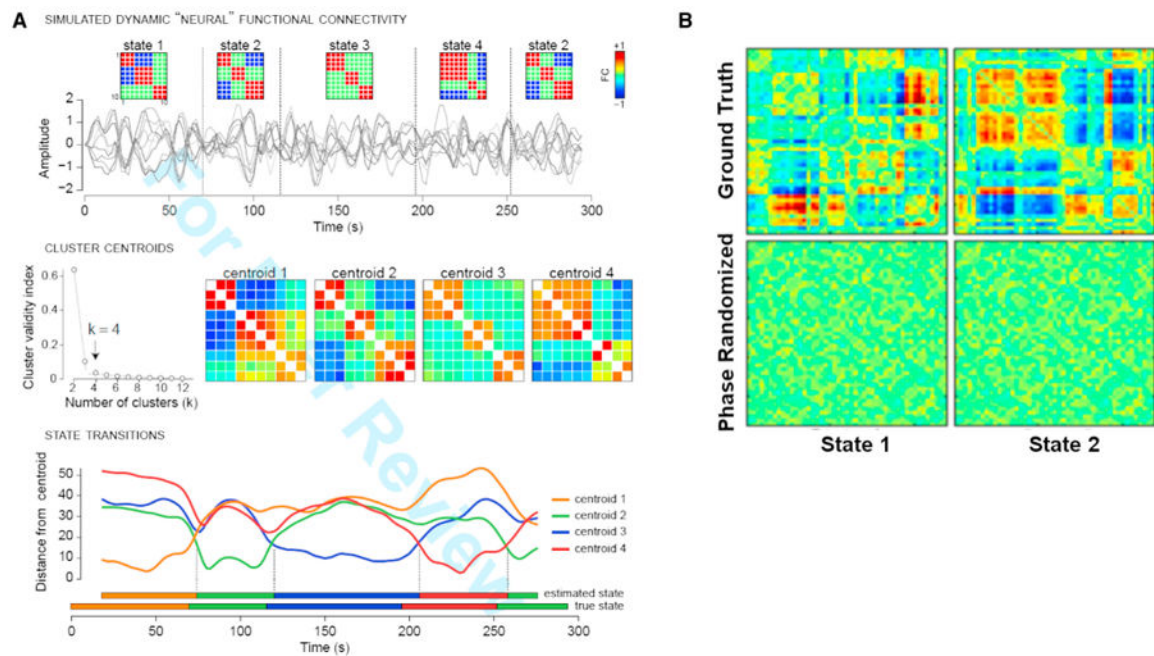 A
SIMULATED DYNAMIC “NEURAL” FUNCTIONAL CONNECTIVITY
state 1
state 2
state 3
state 4
state 2
+1
FC
−1
1
10
1
10
Amplitude
2
1
0
−1
−2
0 50 100 150 200 250 300
Time (s)
CLUSTER CENTROIDS
Cluster validity index
0.6
0.4
0.2
0
k = 4
2 4 6 8 10 12
Number of clusters (k)
centroid 1
centroid 2
centroid 3
centroid 4
STATE TRANSITIONS
Distance from centroid
50
40
30
20
10
0
centroid 1
centroid 2
centroid 3
centroid 4
estimated state
true state
0 50 100 150 200 250 300
Time (s)
B
Ground Truth
Phase Randomized
State 1
State 2
Review